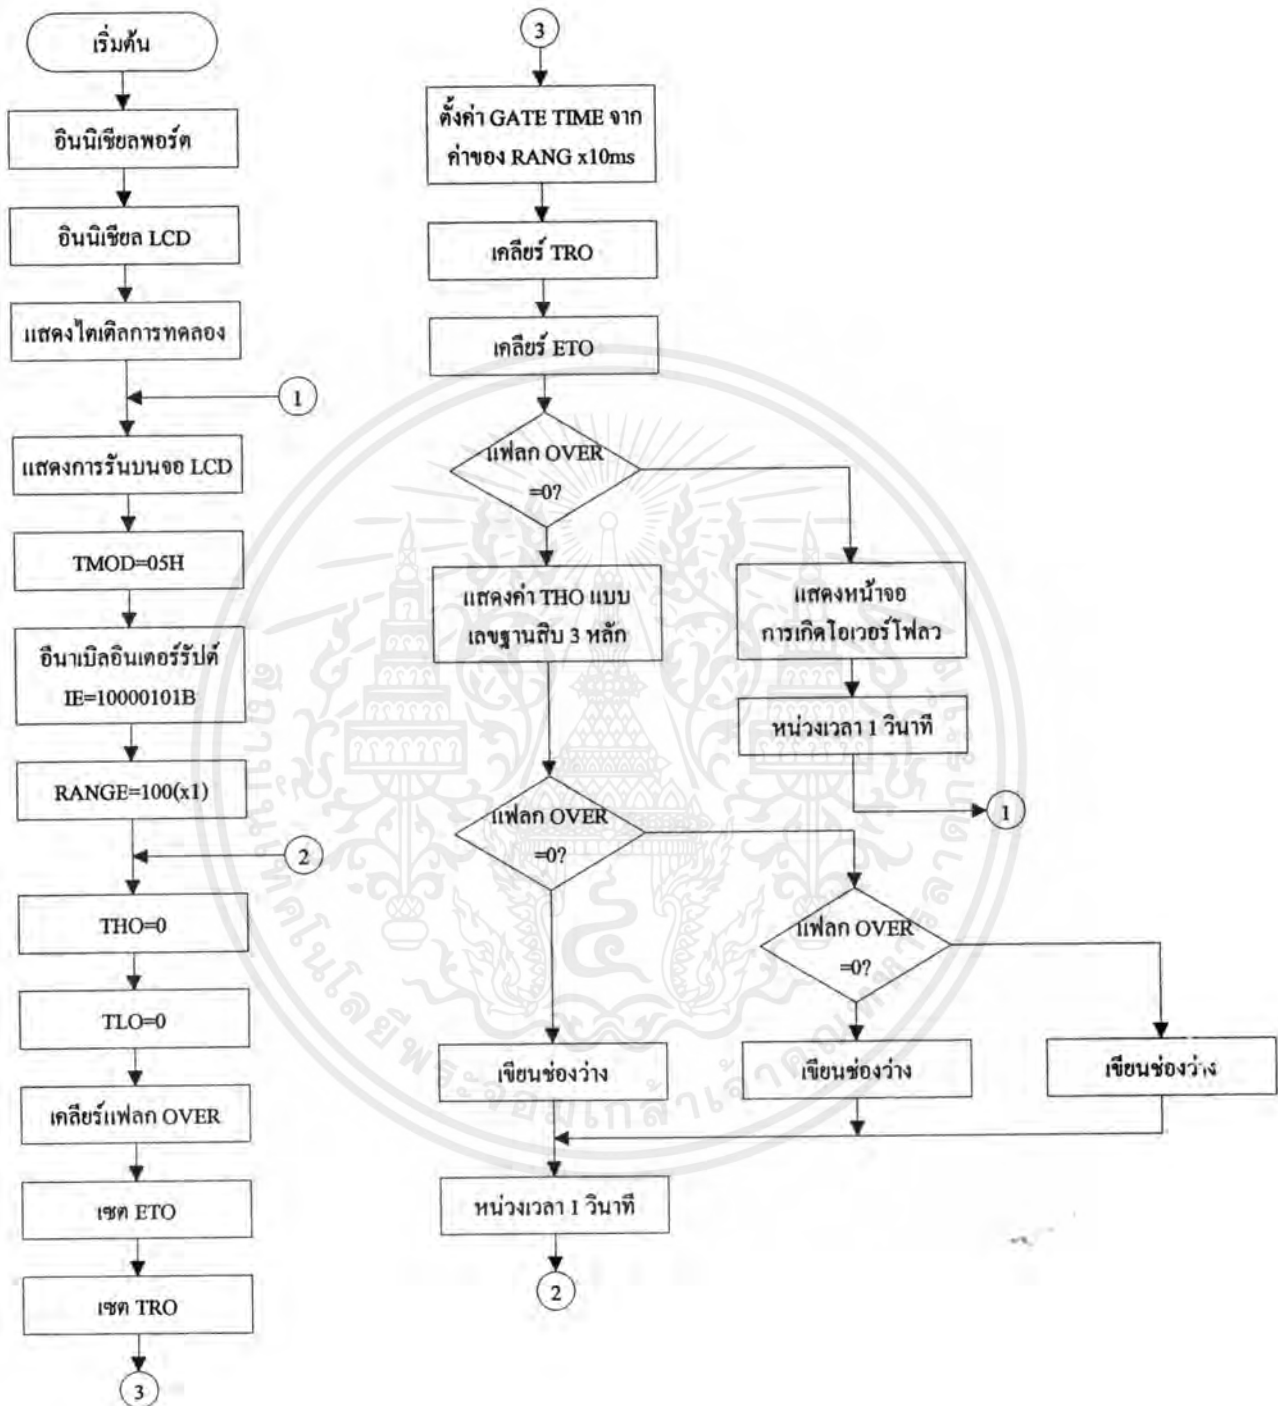 เริ่มต้น
อินนิเชียลพอร์ต
อินนิเชียล LCD
แสดงไตเติลการทดลอง
1
แสดงการรันบนจอ LCD
TMOD=05H
อีนาเบิลอินเตอร์รัปต์
IE=10000101B
RANGE=100(x1)
2
THO=0
TLO=0
เคลียร์แฟลก OVER
เซต ETO
เซต TRO
3
3
ตั้งค่า GATE TIME จาก
ค่าของ RANG x10ms
เคลียร์ TRO
เคลียร์ ETO
แฟลก OVER
=0?
แสดงค่า THO แบบ
เลขฐานสิบ 3 หลัก
แสดงหน้าจอ
การเกิดโอเวอร์โฟลว
หน่วงเวลา 1 วินาที
1
แฟลก OVER
=0?
แฟลก OVER
=0?
เขียนช่องว่าง
เขียนช่องว่าง
เขียนช่องว่าง
หน่วงเวลา 1 วินาที
2